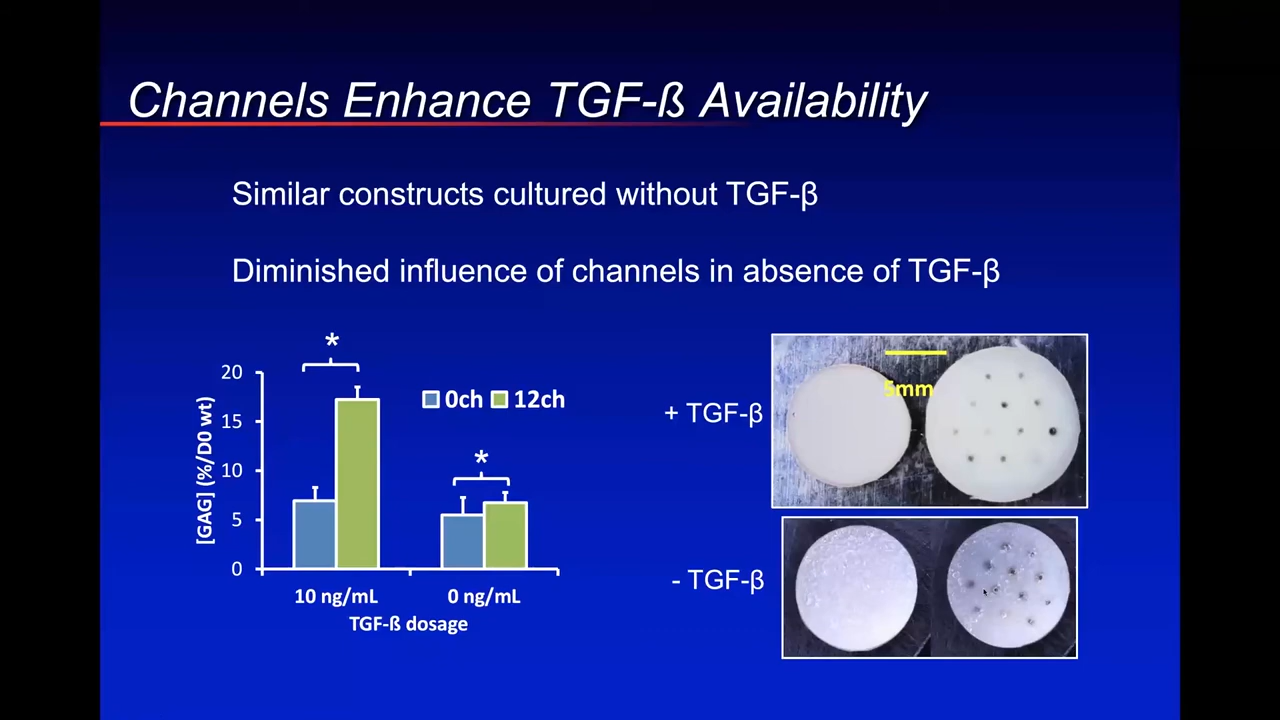 Channels Enhance TGF-ß Availability
Similar constructs cultured without TGF-β
Diminished influence of channels in absence of TGF-β
*
*
20
15
10
5
0
[GAG] (%/D0 wt)
0ch 12ch
10 ng/mL 0 ng/mL
TGF-ß dosage
+ TGF-β
5mm
- TGF-β